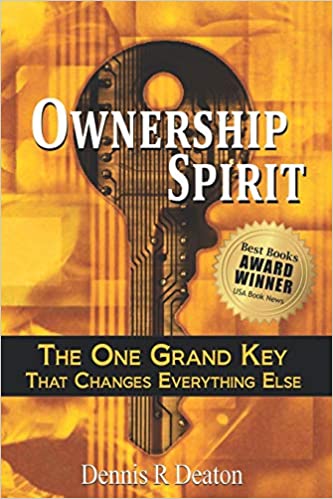 OWNERSHIP
SPIRIT
Best Books
AWARD
WINNER
USA Book News
THE ONE GRAND KEY
THAT CHANGES EVERYTHING ELSE
Dennis R Deaton